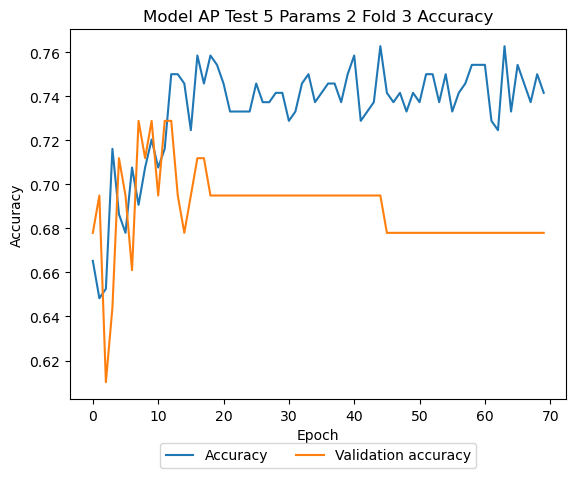 Model AP Test 5 Params 2 Fold 3 Accuracy
0.76
0.74
0.72
0.70
0.68
0.66
0.64
0.62
Accuracy
0 10 20 30 40 50 60 70
Epoch
Accuracy Validation accuracy